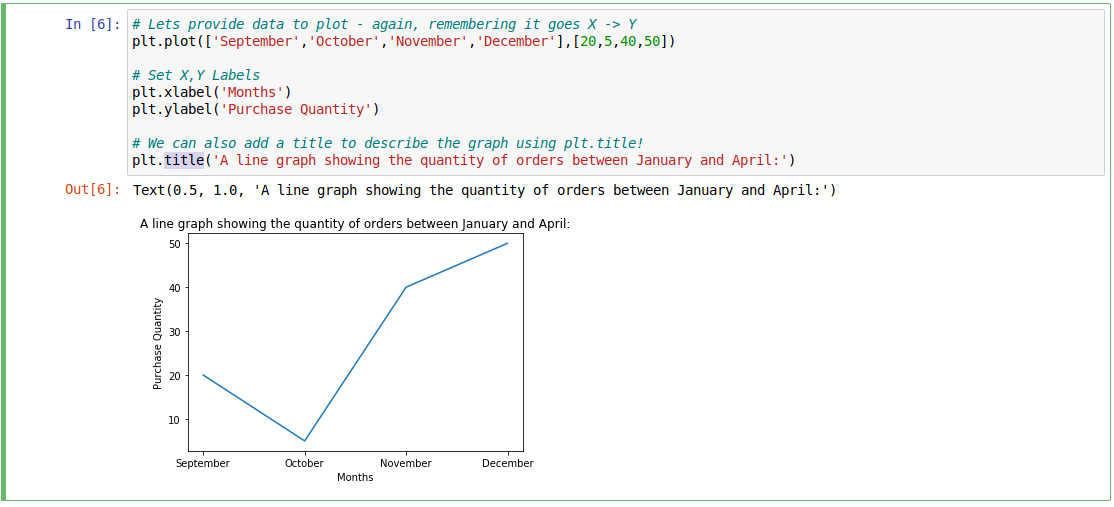 In [6]: # Lets provide data to plot - again, remembering it goes X -> Y
plt.plot(['September','October','November','December'],[20,5,40,50])
# Set X,Y Labels
plt.xlabel('Months')
plt.ylabel('Purchase Quantity')
# We can also add a title to describe the graph using plt.title!
plt.title('A line graph showing the quantity of orders between January and April:')
Out[6]: Text(0.5, 1.0, 'A line graph showing the quantity of orders between January and April:')
A line graph showing the quantity of orders between January and April:
50
40
30
20
10
Purchase Quantity
September October November December
Months